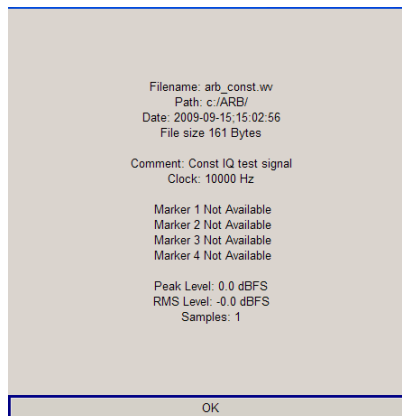 Filename: arb_const.wv
Path: c:/ARB/
Date: 2009-09-15;15:02:56
File size 161 Bytes
Comment: Const IQ test signal
Clock: 10000 Hz
Marker 1 Not Available
Marker 2 Not Available
Marker 3 Not Available
Marker 4 Not Available
Peak Level: 0.0 dBFS
RMS Level: -0.0 dBFS
Samples: 1
OK